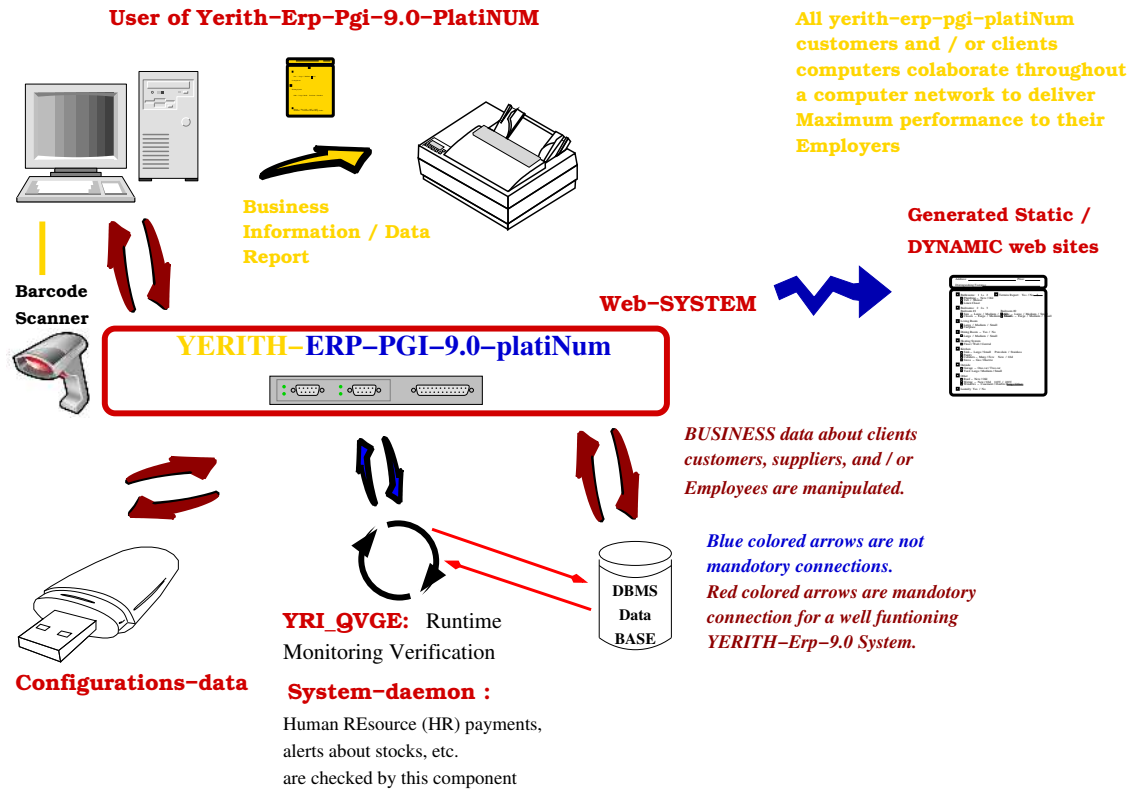 User of Yerith-Erp-Pgi-9.0-PlatiNUM
All yerith-erp-pgi-platiNum
customers and / or clients
computers colaborate throughout
a computer network to deliver
Maximum performance to their
Employers
Business
Information / Data
Report
Generated Static /
DYNAMIC web sites
Barcode
Scanner
Web-SYSTEM
YERITH-ERP-PGI-9.0-platiNum
BUSINESS data about clients
customers, suppliers, and / or
Employees are manipulated.
Blue colored arrows are not
mandotory connections.
Red colored arrows are mandotory
connection for a well funtioning
YERITH-Erp-9.0 System.
DBMS
Data
BASE
YRI_QVGE: Runtime
Monitoring Verification
Configurations-data
System-daemon :
Human REsource (HR) payments,
alerts about stocks, etc.
are checked by this component